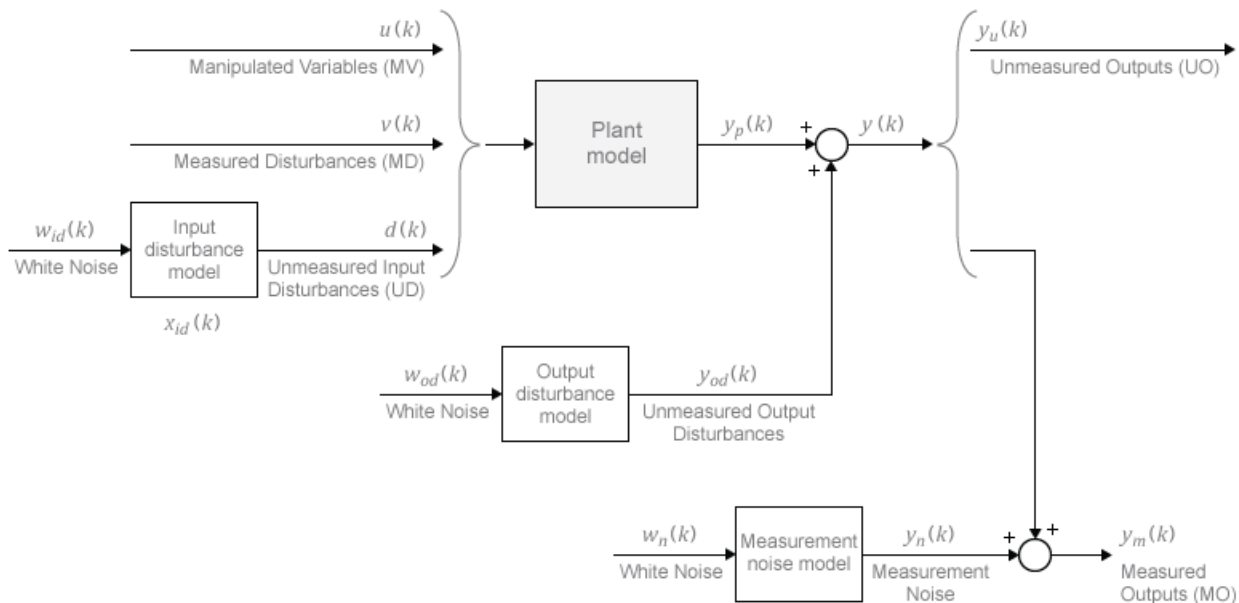 u(k)
Manipulated Variables (MV)
v(k)
Measured Disturbances (MD)
w_id(k)
White Noise
Input
disturbance
model
x_id(k)
d(k)
Unmeasured Input
Disturbances (UD)
Plant
model
y_p(k)
+
+
y(k)
y_u(k)
Unmeasured Outputs (UO)
w_od(k)
White Noise
Output
disturbance
model
y_od(k)
Unmeasured Output
Disturbances
w_n(k)
White Noise
Measurement
noise model
y_n(k)
Measurement
Noise
+
+
y_m(k)
Measured
Outputs (MO)